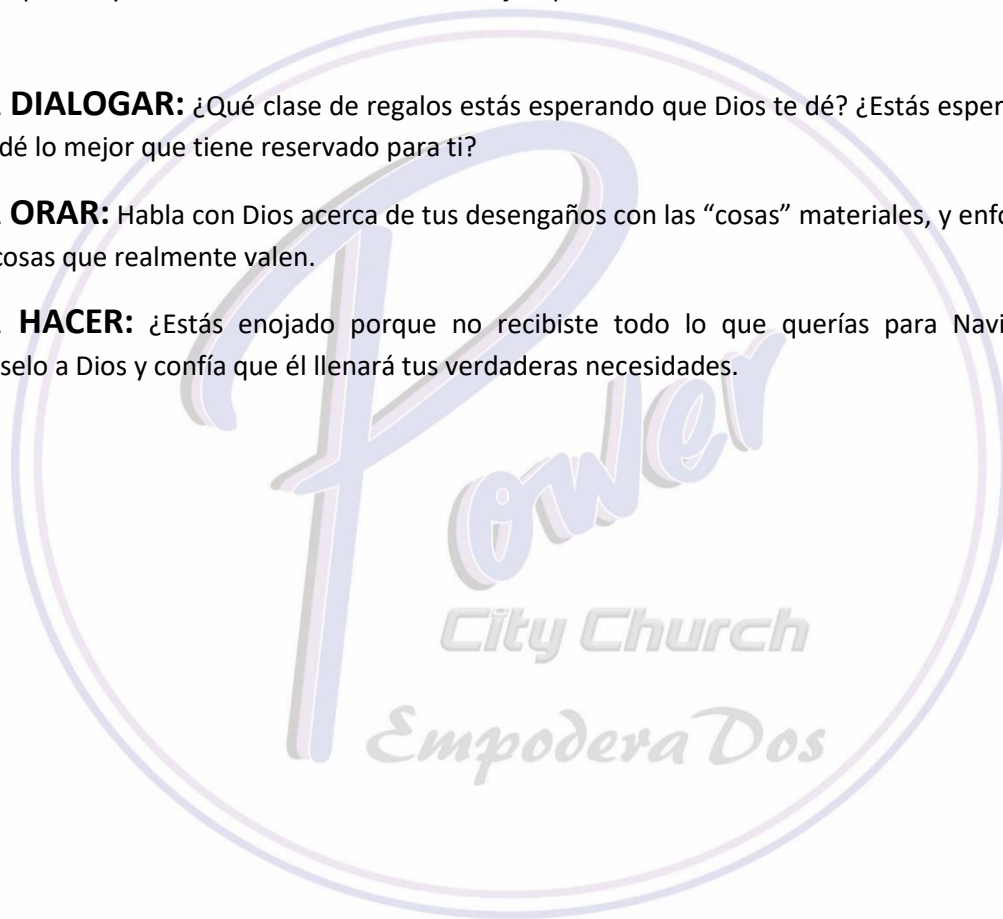 DIALOGAR: ¿Qué clase de regalos estás esperando que Dios te dé? ¿Estás
dé lo mejor que tiene reservado para ti?
ORAR: Habla con Dios acerca de tus desengaños con las “cosas” materiales, y
cosas que realmente valen.
HACER: ¿Estás enojado porque no recibiste todo lo que querías para
selo a Dios y confía que él llenará tus verdaderas necesidades.
Power
City Church
EmpoderaDos